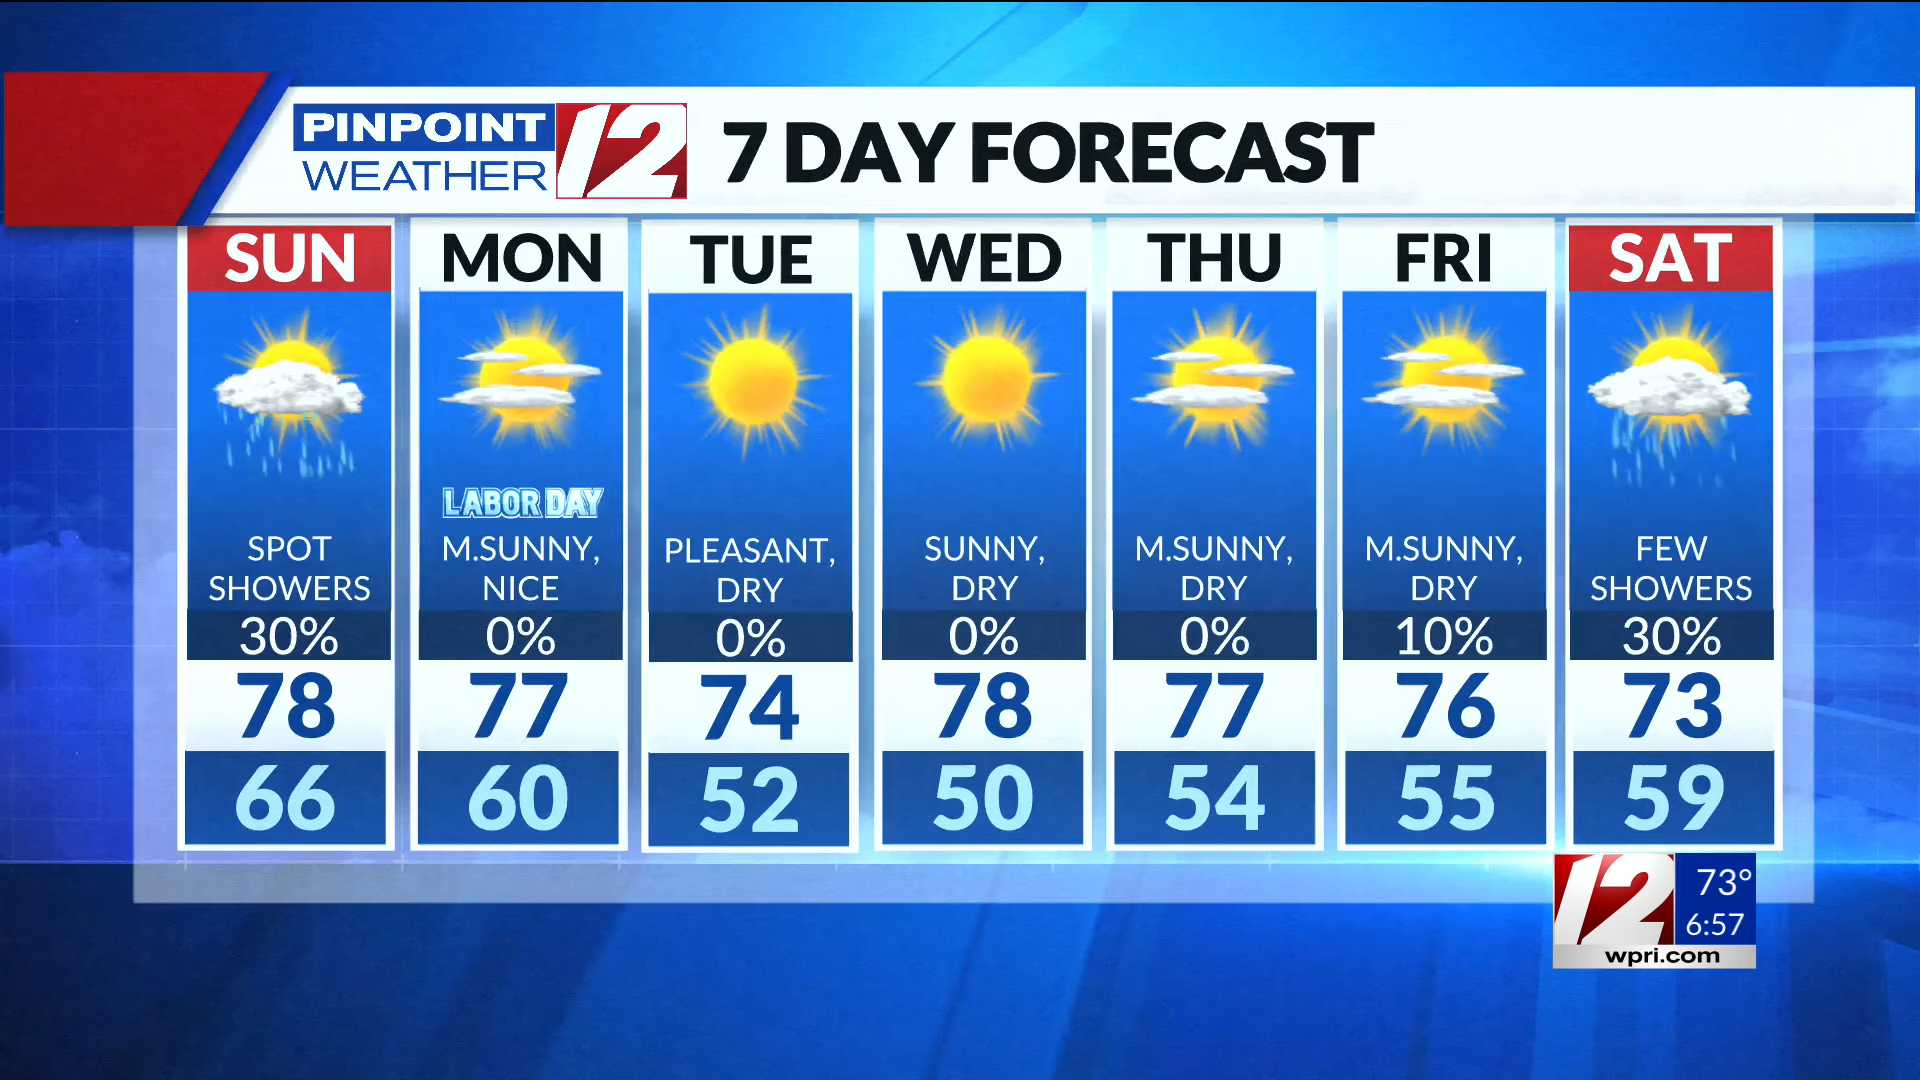 PINPOINT
WEATHER
12
7 DAY FORECAST
SUN
MON
TUE
WED
THU
FRI
SAT
LABOR DAY
SPOT
SHOWERS
M.SUNNY,
NICE
PLEASANT,
DRY
SUNNY,
DRY
M.SUNNY,
DRY
M.SUNNY,
DRY
FEW
SHOWERS
30%
0%
0%
0%
0%
10%
30%
78
77
74
78
77
76
73
66
60
52
50
54
55
59
12
73°
6:57
wpri.com